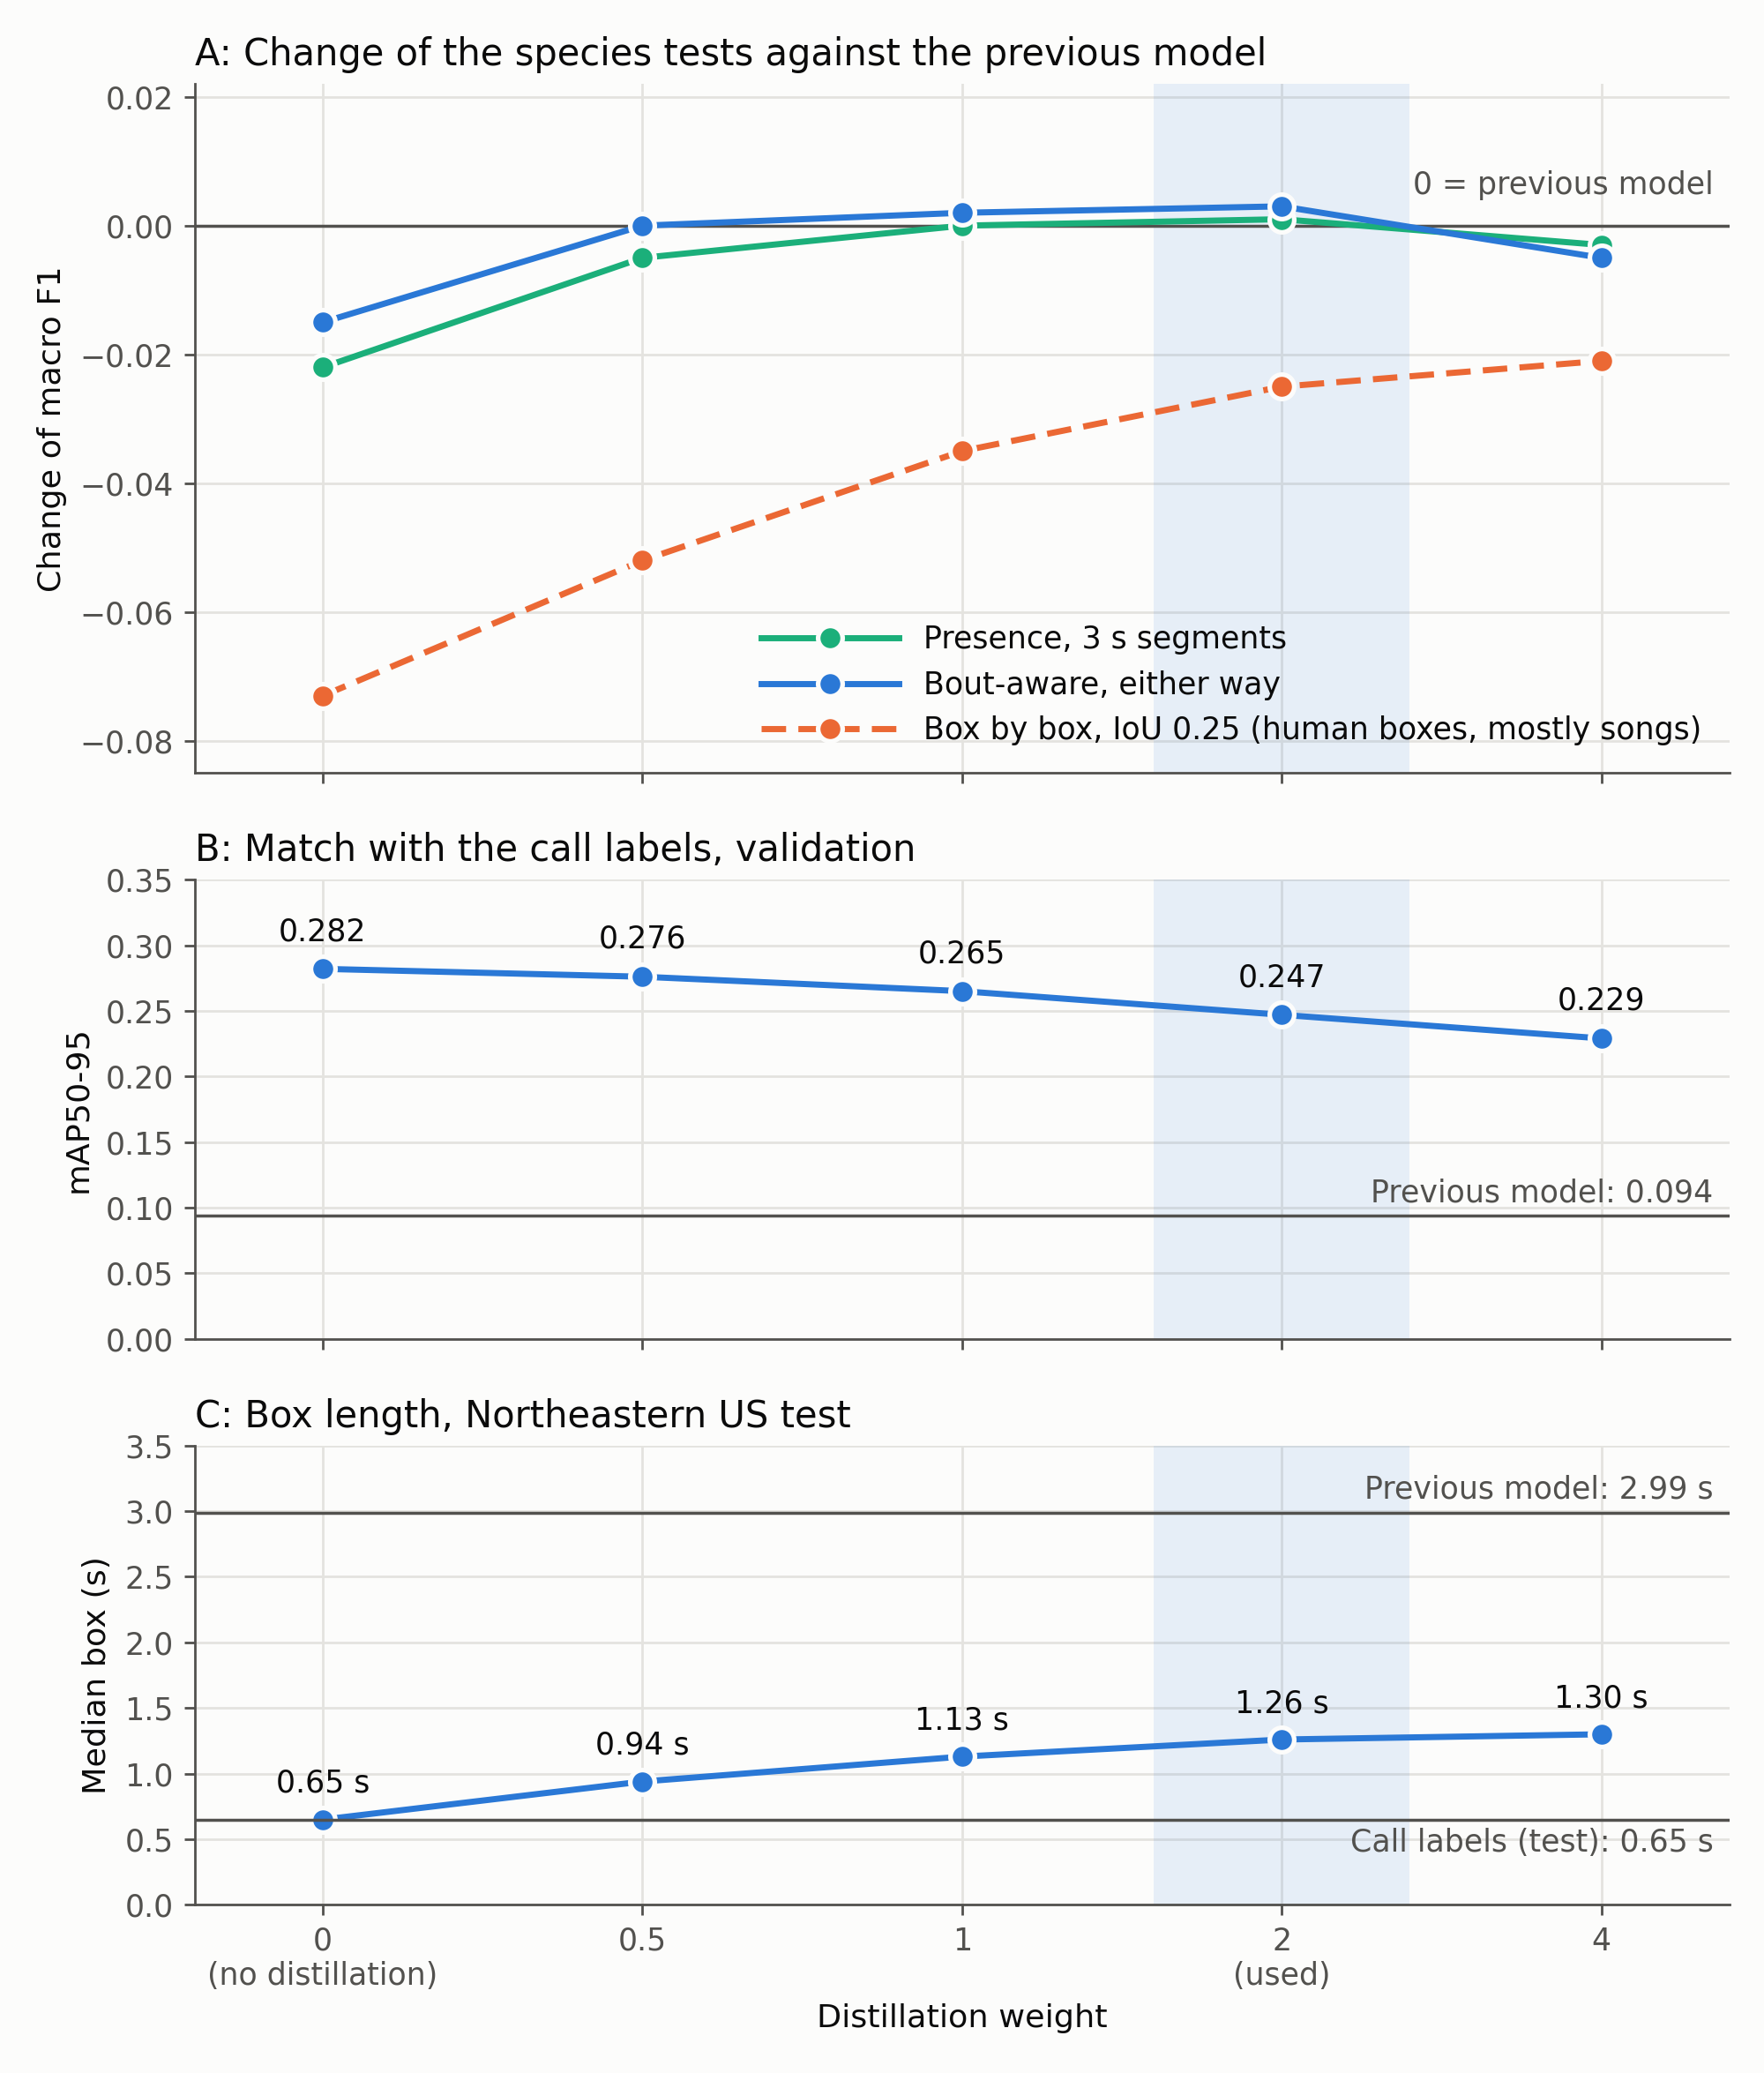 A: Change of the species tests against the previous model
0.02
0.00
−0.02
−0.04
−0.06
−0.08
Change of macro F1
0 = previous model
Presence, 3 s segments
Bout-aware, either way
Box by box, IoU 0.25 (human boxes, mostly songs)
B: Match with the call labels, validation
0.35
0.30
0.25
0.20
0.15
0.10
0.05
0.00
mAP50-95
0.282
0.276
0.265
0.247
0.229
Previous model: 0.094
C: Box length, Northeastern US test
3.5
3.0
2.5
2.0
1.5
1.0
0.5
0.0
Median box (s)
Previous model: 2.99 s
0.65 s
0.94 s
1.13 s
1.26 s
1.30 s
Call labels (test): 0.65 s
0
(no distillation)
0.5
1
2
(used)
4
Distillation weight